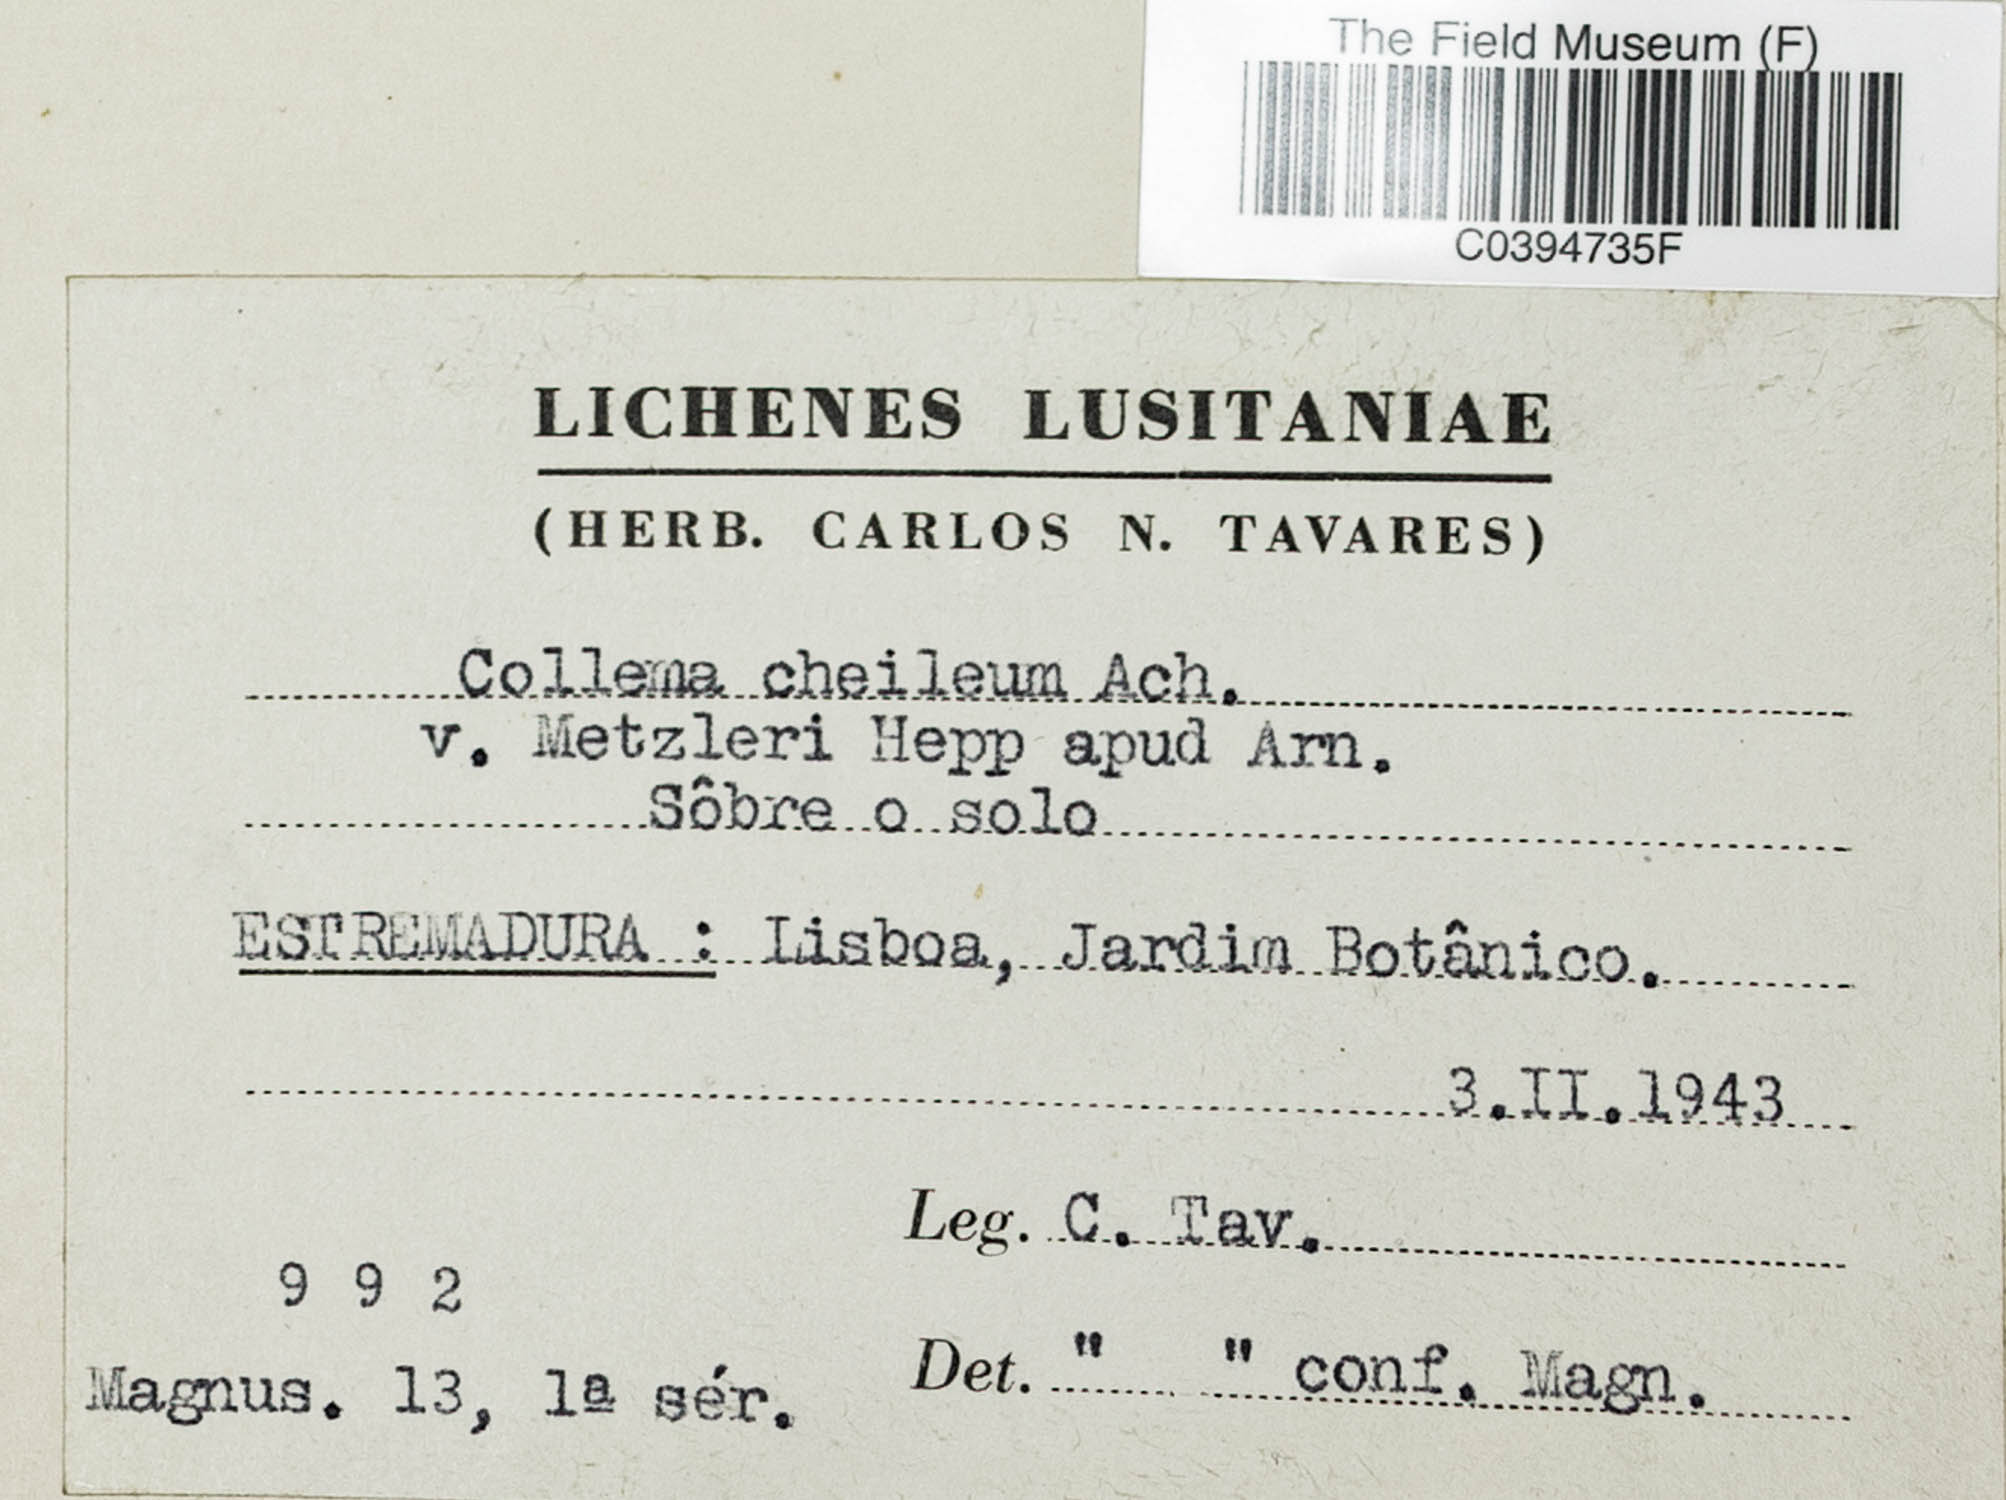 The Field Museum (F)
C0394735F
LICHENES LUSITANIAE
(HERB. CARLOS N. TAVARES)
Collema cheileum Ach.
v. Metzleri Hepp apud Arn.
Sôbre o solo
ESTREMADURA : Lisboa, Jardim Botânico.
3.II.1943
Leg. C. Tav.
9 9 2
Det. "   " conf. Magn.
Magnus. 13, 1ª sér.